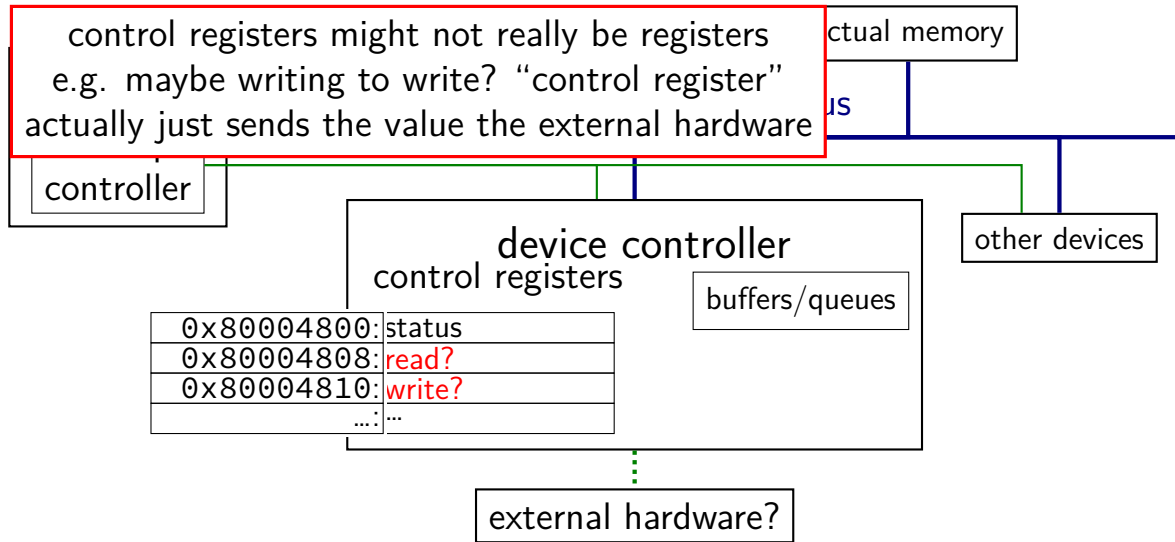 control registers might not really be registers
e.g. maybe writing to write? “control register”
actually just sends the value the external hardware
controller
other devices
device controller
control registers
buffers/queues
0x80004800: status
0x80004808: read?
0x80004810: write?
…: …
external hardware?
memory